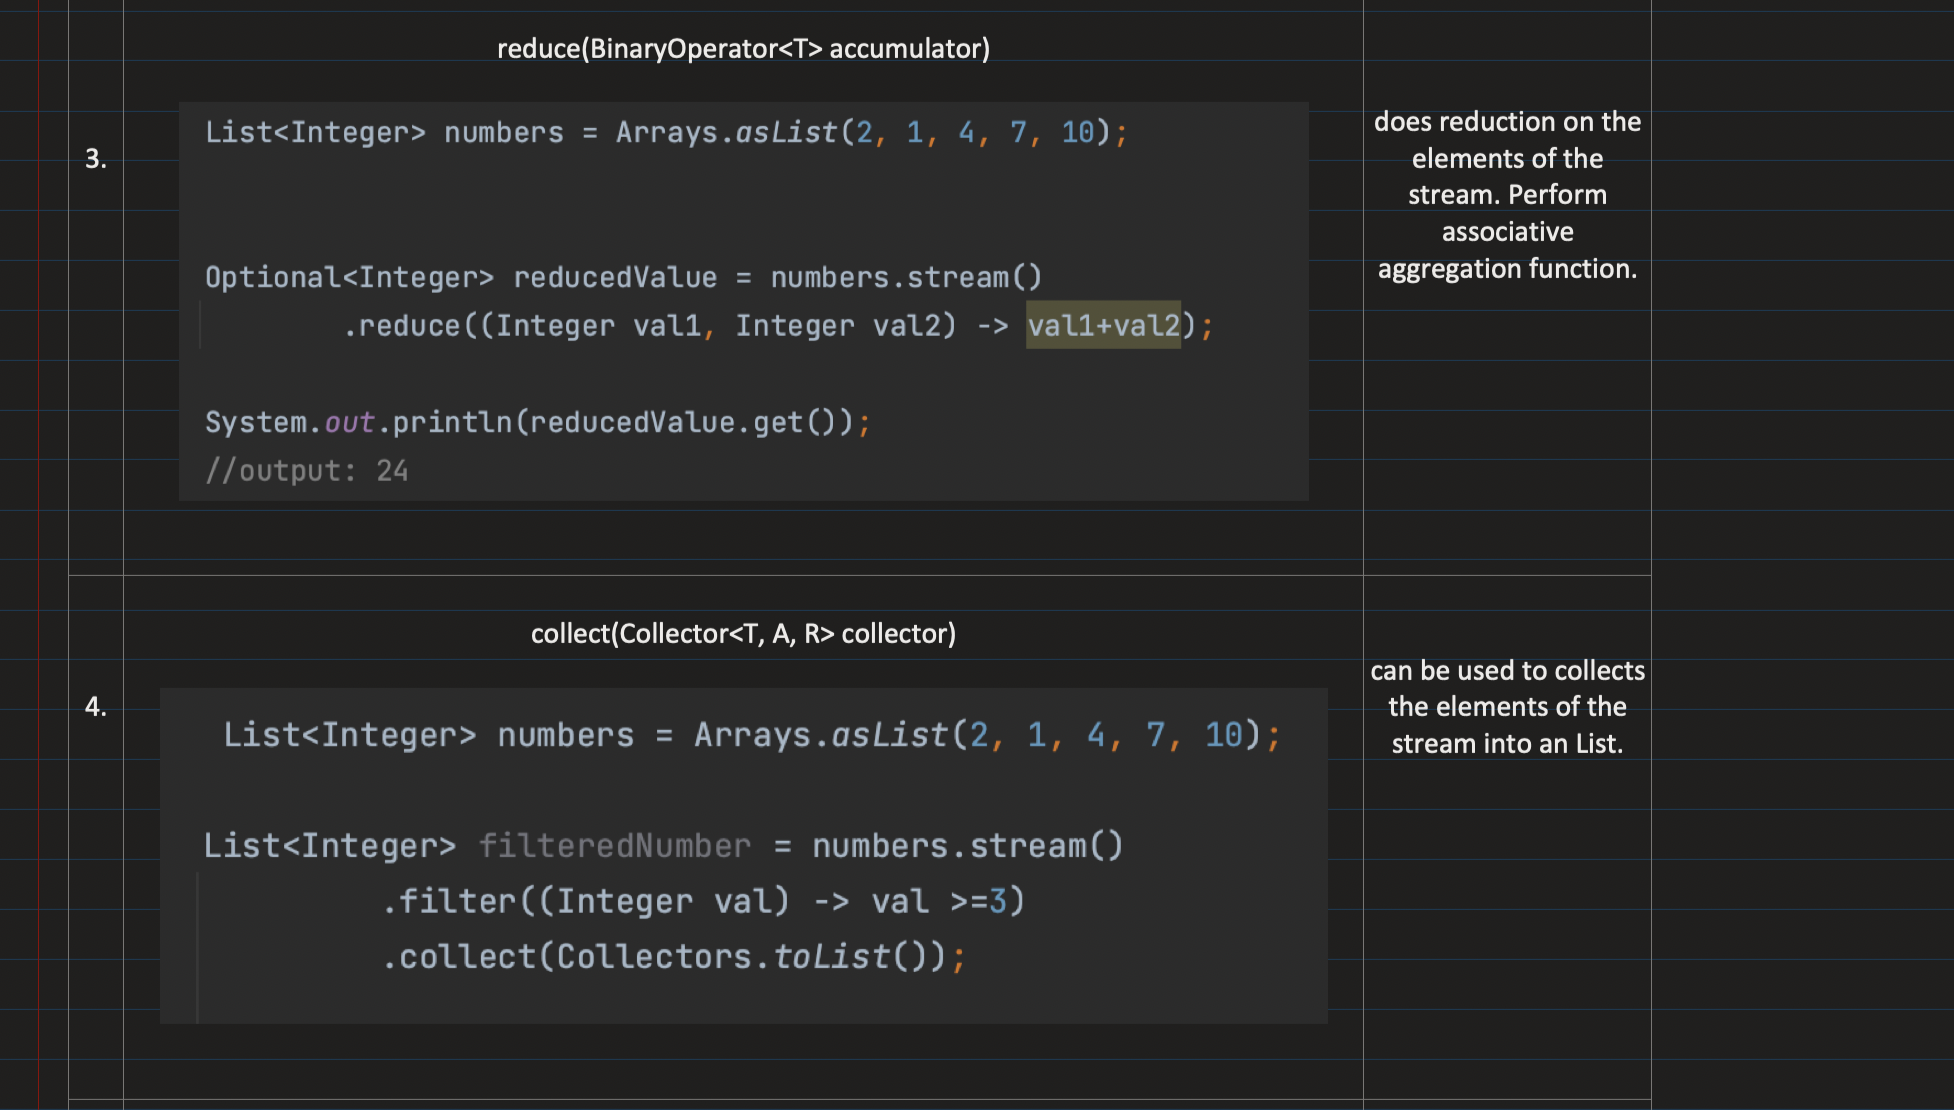 reduce(BinaryOperator<T> accumulator)
3.
List<Integer> numbers = Arrays.asList(2, 1, 4, 7, 10);
Optional<Integer> reducedValue = numbers.stream()
.reduce((Integer val1, Integer val2) -> val1+val2);
System.out.println(reducedValue.get());
//output: 24
does reduction on the
elements of the
stream. Perform
associative
aggregation function.
collect(Collector<T, A, R> collector)
4.
List<Integer> numbers = Arrays.asList(2, 1, 4, 7, 10);
List<Integer> filteredNumber = numbers.stream()
.filter((Integer val) -> val >=3)
.collect(Collectors.toList());
can be used to collects
the elements of the
stream into an List.